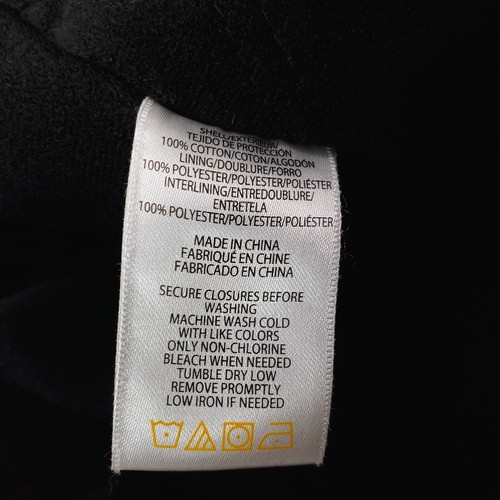 SHELL/EXTERIEUR/
TEJIDO DE PROTECCIÓN
100% COTTON/COTON/ALGODÓN
LINING/DOUBLURE/FORRO
100% POLYESTER/POLYESTER/POLIÉSTER
INTERLINING/ENTREDOUBLURE/
ENTRETELA
100% POLYESTER/POLYESTER/POLIÉSTER
MADE IN CHINA
FABRIQUÉ EN CHINE
FABRICADO EN CHINA
SECURE CLOSURES BEFORE
WASHING
MACHINE WASH COLD
WITH LIKE COLORS
ONLY NON-CHLORINE
BLEACH WHEN NEEDED
TUMBLE DRY LOW
REMOVE PROMPTLY
LOW IRON IF NEEDED